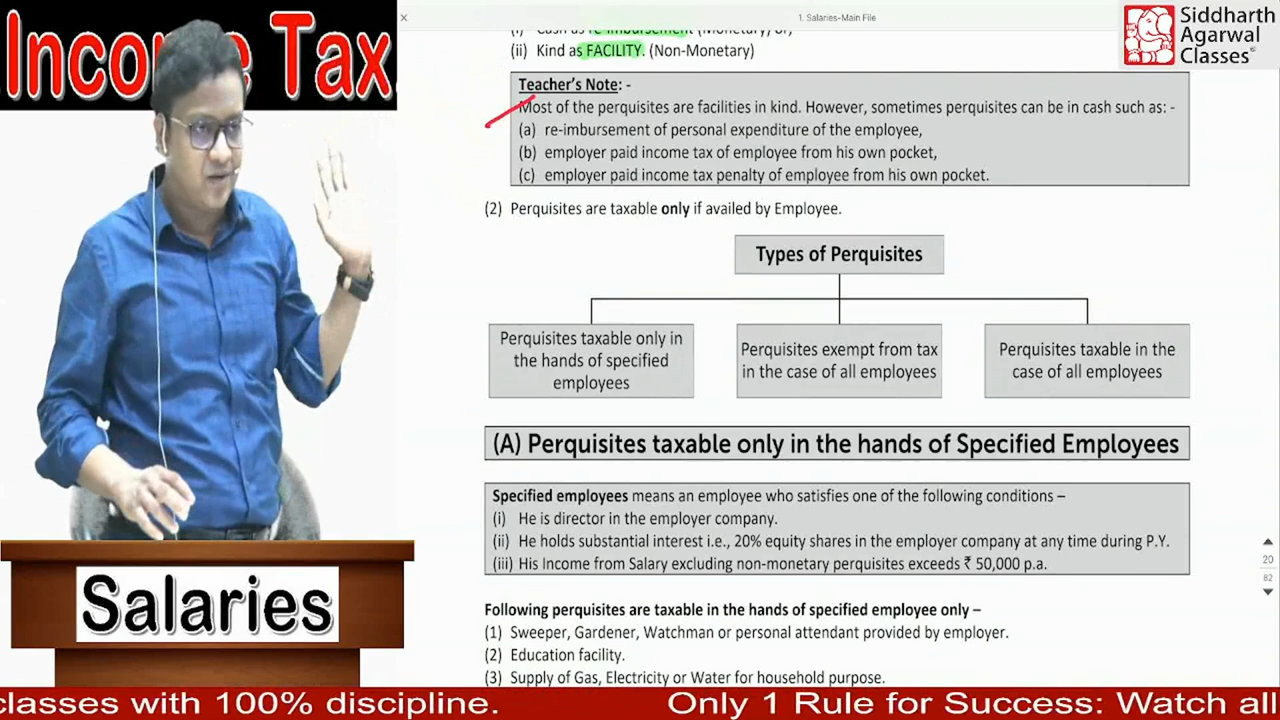 Income Tax
1. Salaries-Main File
Siddharth
Agarwal
Classes
(i) Cash as re-imbursement (Monetary) or,
(ii) Kind as FACILITY. (Non-Monetary)
Teacher's Note: -
Most of the perquisites are facilities in kind. However, sometimes perquisites can be in cash such as: -
(a) re-imbursement of personal expenditure of the employee,
(b) employer paid income tax of employee from his own pocket,
(c) employer paid income tax penalty of employee from his own pocket.
(2) Perquisites are taxable only if availed by Employee.
Types of Perquisites
Perquisites taxable only in
the hands of specified
employees
Perquisites exempt from tax
in the case of all employees
Perquisites taxable in the
case of all employees
(A) Perquisites taxable only in the hands of Specified Employees
Specified employees means an employee who satisfies one of the following conditions –
(i) He is director in the employer company.
(ii) He holds substantial interest i.e., 20% equity shares in the employer company at any time during P.Y.
(iii) His Income from Salary excluding non-monetary perquisites exceeds ₹ 50,000 p.a.
Following perquisites are taxable in the hands of specified employee only –
(1) Sweeper, Gardener, Watchman or personal attendant provided by employer.
(2) Education facility.
(3) Supply of Gas, Electricity or Water for household purpose.
20
82
Salaries
classes with 100% discipline.
Only 1 Rule for Success: Watch all